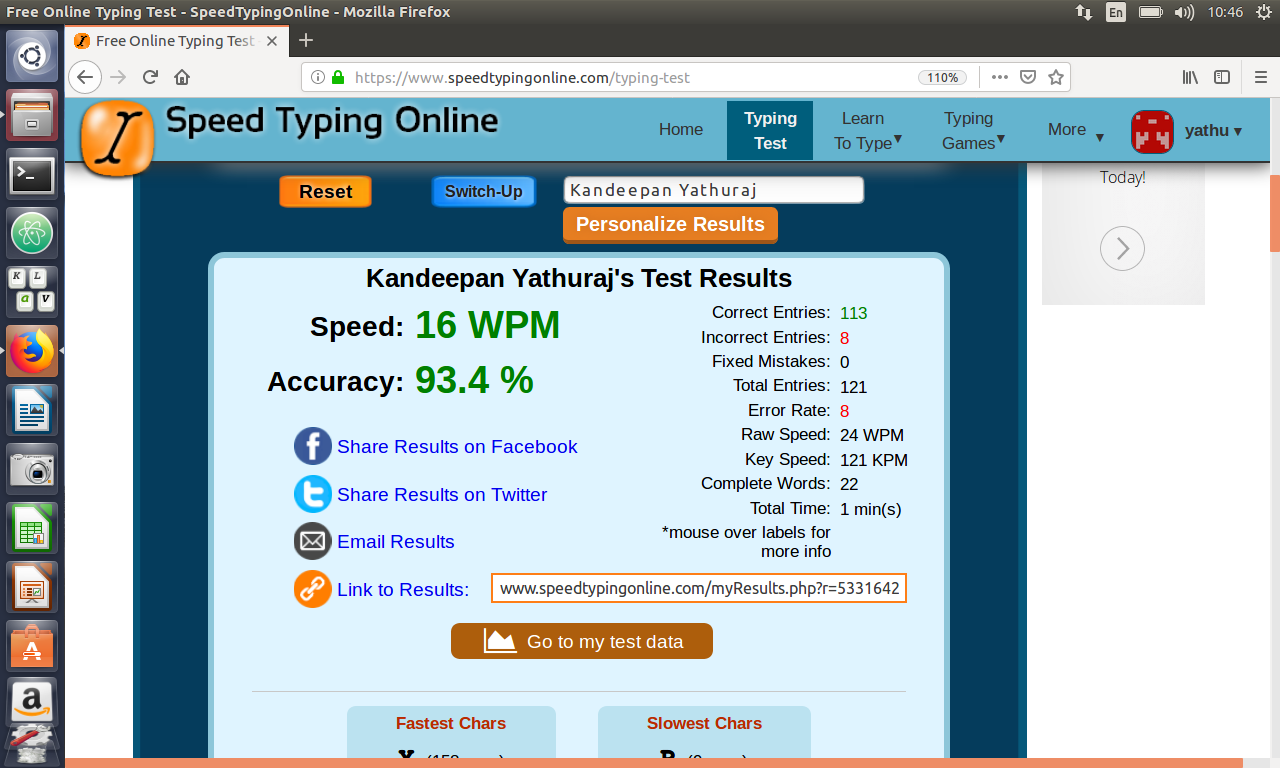 Free Online Typing Test - SpeedTypingOnline - Mozilla Firefox
En
10:46
Free Online Typing Test
https://www.speedtypingonline.com/typing-test
110%
Speed Typing Online
Home
Typing Test
Learn To Type
Typing Games
More
yathu
Today!
Reset
Switch-Up
Kandeepan Yathuraj
Personalize Results
Kandeepan Yathuraj's Test Results
Speed: 16 WPM
Accuracy: 93.4 %
Correct Entries: 113
Incorrect Entries: 8
Fixed Mistakes: 0
Total Entries: 121
Error Rate: 8
Raw Speed: 24 WPM
Key Speed: 121 KPM
Complete Words: 22
Total Time: 1 min(s)
*mouse over labels for
more info
Share Results on Facebook
Share Results on Twitter
Email Results
Link to Results: www.speedtypingonline.com/myResults.php?r=5331642
Go to my test data
Fastest Chars
Slowest Chars